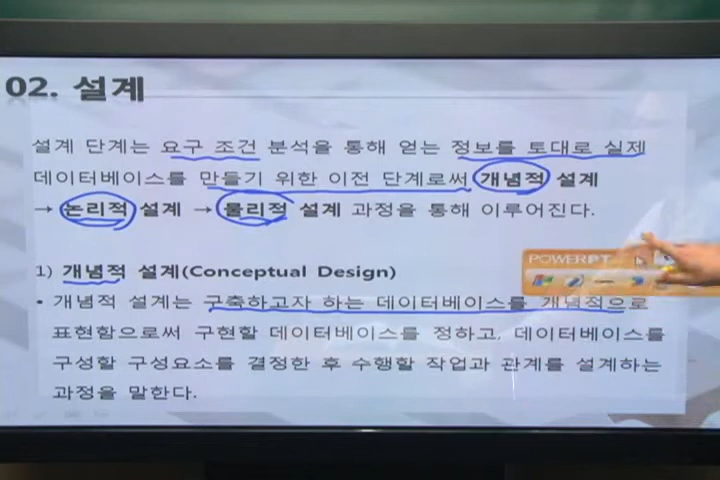 02. 설계
설계 단계는 요구 조건 분석을 통해 얻는 정보를 토대로 실제
데이터베이스를 만들기 위한 이전 단계로써 개념적 설계
→ 논리적 설계 → 물리적 설계 과정을 통해 이루어진다.
1) 개념적 설계(Conceptual Design)
• 개념적 설계는 구축하고자 하는 데이터베이스를 개념적으로
표현함으로써 구현할 데이터베이스를 정하고, 데이터베이스를
구성할 구성요소를 결정한 후 수행할 작업과 관계를 설계하는
과정을 말한다.
POWERPT